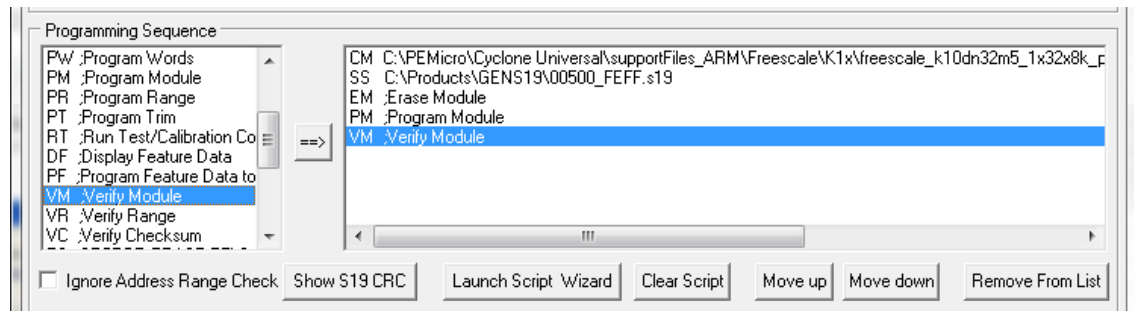 Programming Sequence
PW ;Program Words
PM ;Program Module
PR ;Program Range
PT ;Program Trim
RT ;Run Test/Calibration Co
DF ;Display Feature Data
PF ;Program Feature Data to
VM ;Verify Module
VR ;Verify Range
VC ;Verify Checksum
==>
CM C:\PEMicro\Cyclone Universal\supportFiles_ARM\Freescale\K1x\freescale_k10dn32m5_1x32x8k_p
SS C:\Products\GENS19\00500_FEFF.s19
EM ;Erase Module
PM ;Program Module
VM ;Verify Module
Ignore Address Range Check
Show S19 CRC
Launch Script Wizard
Clear Script
Move up
Move down
Remove From List